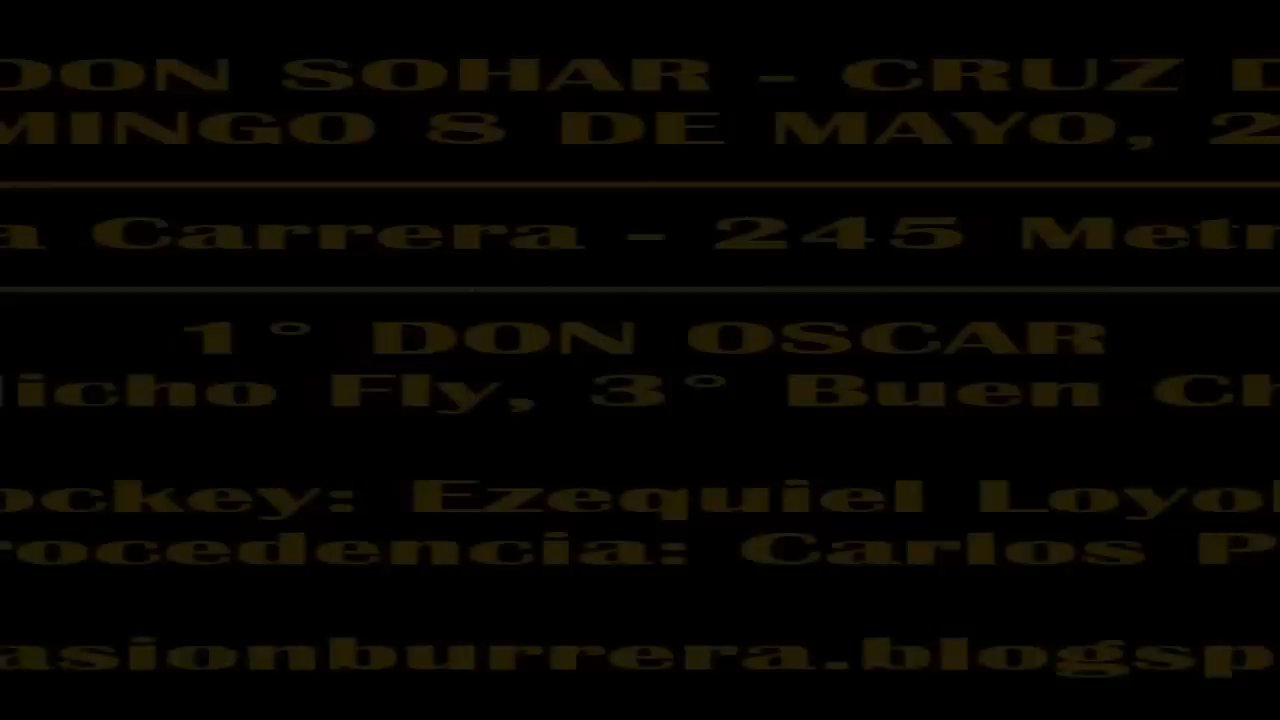 DON SOHAR - CRUZ D
MINGO 8 DE MAYO, 2
a Carrera - 245 Metr
1° DON OSCAR
licho Fly, 3° Buen Ch
ockey: Ezequiel Loyol
rocedencia: Carlos P
asionburrera.blogsp